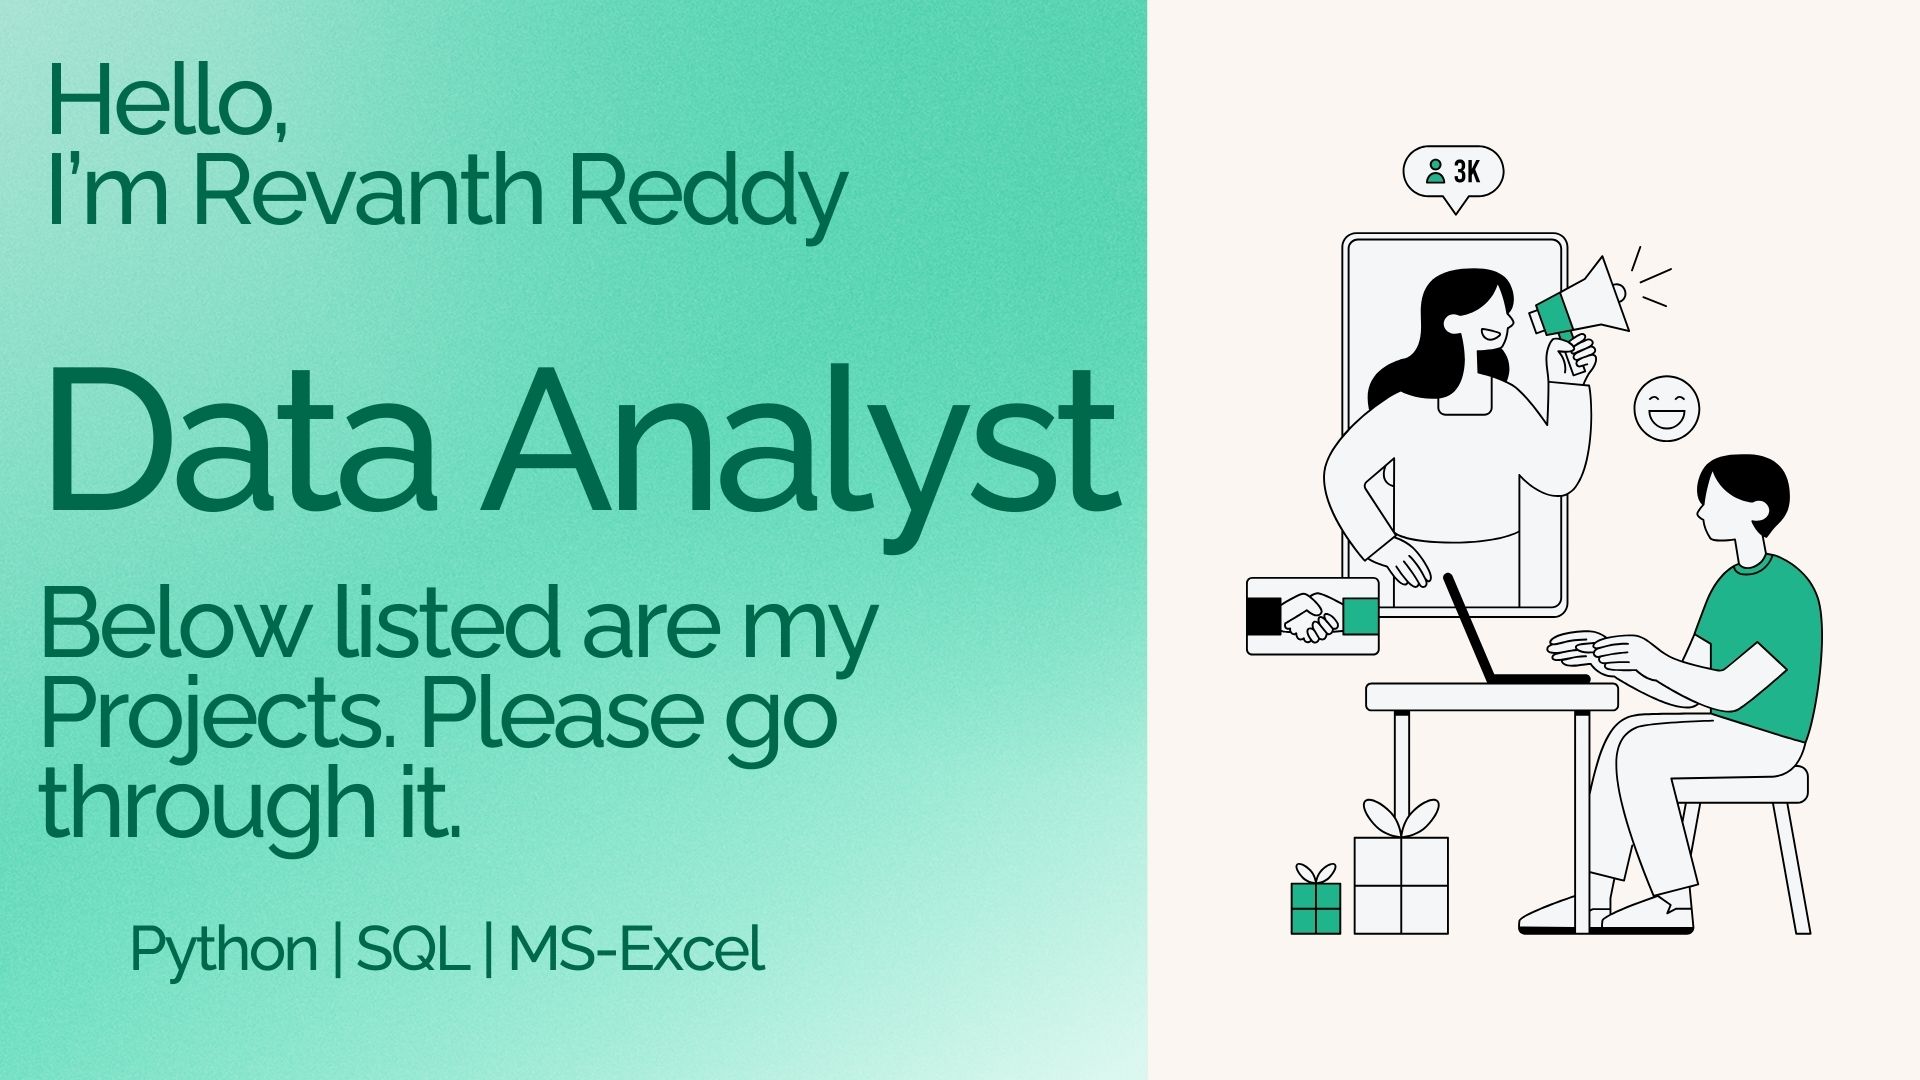 Hello,
I'm Revanth Reddy
Data Analyst
Below listed are my
Projects. Please go
through it.
Python | SQL | MS-Excel
3K